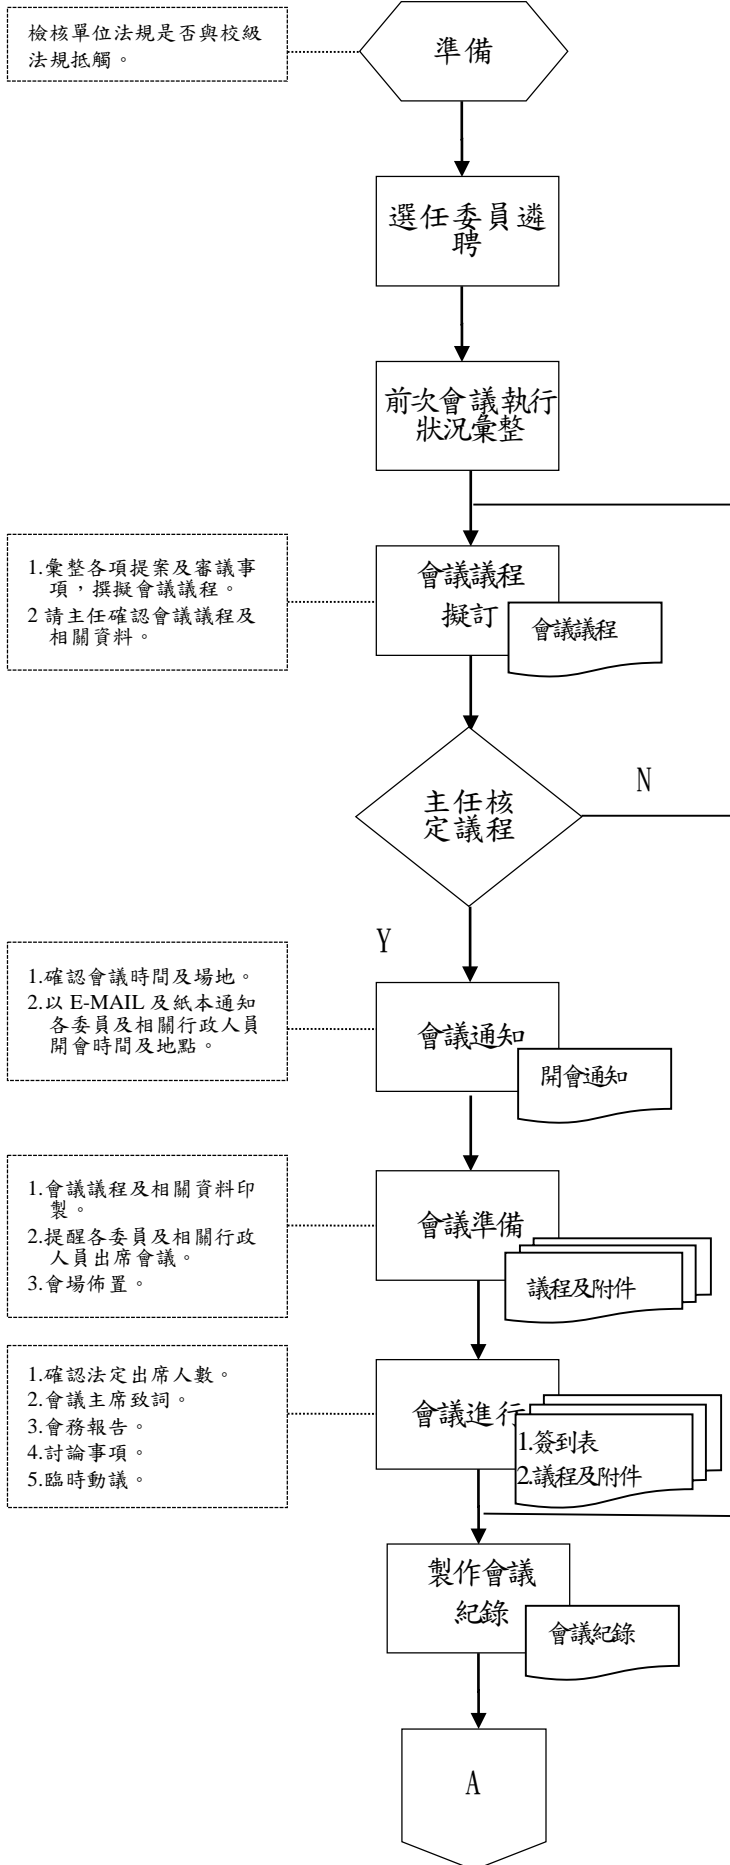 檢核單位法規是否與校級
法規抵觸。
準備
選任委員遴
聘
前次會議執行
狀況彙整
1.彙整各項提案及審議事
項，撰擬會議議程。
2 請主任確認會議議程及
相關資料。
會議議程
擬訂
會議議程
主任核
定議程
N
Y
1.確認會議時間及場地。
2.以 E-MAIL 及紙本通知
各委員及相關行政人員
開會時間及地點。
會議通知
開會通知
1.會議議程及相關資料印
製。
2.提醒各委員及相關行政
人員出席會議。
3.會場佈置。
會議準備
議程及附件
1.確認法定出席人數。
2.會議主席致詞。
3.會務報告。
4.討論事項。
5.臨時動議。
會議進行
1.簽到表
2.議程及附件
製作會議
紀錄
會議紀錄
A